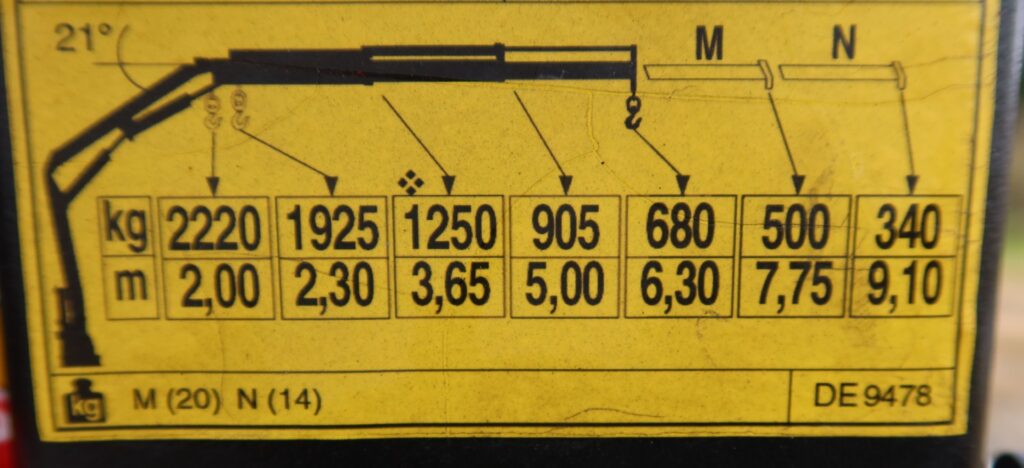 21°
M N
kg 2220 1925 1250 905 680 500 340
m 2,00 2,30 3,65 5,00 6,30 7,75 9,10
kg M (20) N (14) DE 9478